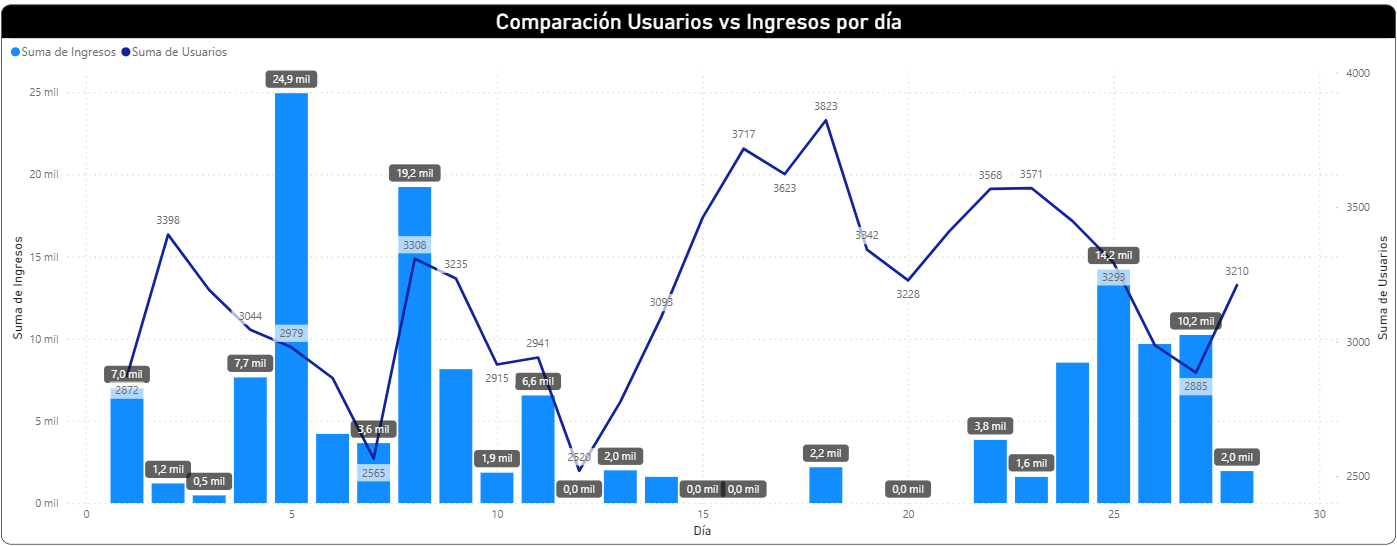 Comparación Usuarios vs Ingresos por día
Suma de Ingresos Suma de Usuarios
Suma de Ingresos
25 mil
20 mil
15 mil
10 mil
5 mil
0 mil
7,0 mil
1,2 mil
0,5 mil
7,7 mil
24,9 mil
3,6 mil
19,2 mil
1,9 mil
6,6 mil
0,0 mil
2,0 mil
0,0 mil
0,0 mil
2,2 mil
0,0 mil
3,8 mil
1,6 mil
14,2 mil
10,2 mil
2,0 mil
2872
3398
3044
2979
2565
3308
3235
2915
2941
2520
3093
3717
3623
3823
3342
3228
3568
3571
3293
2885
3210
4000
3500
3000
2500
Suma de Usuarios
0 5 10 15 20 25 30
Día